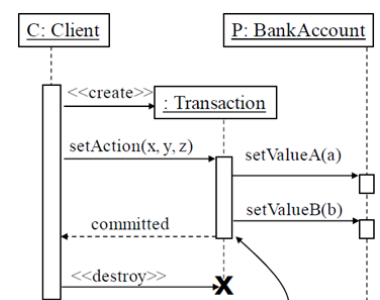 C: Client
P: BankAccount
<<create>>
: Transaction
setAction(x, y, z)
setValueA(a)
setValueB(b)
committed
<<destroy>>
X